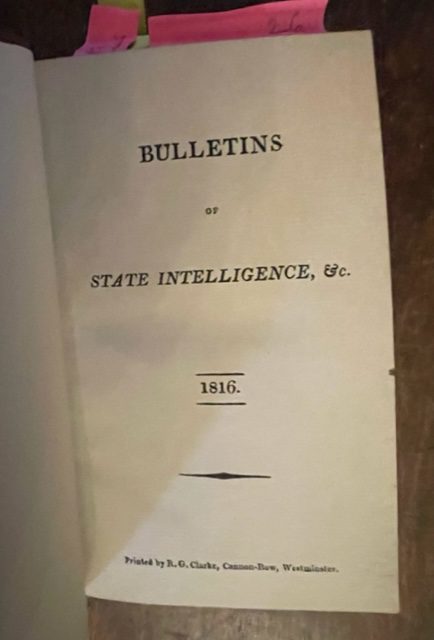 BULLETINS
OF
STATE INTELLIGENCE, &c.
1816.
Printed by R. G. Clarke, Cannon-Row, Westminster.